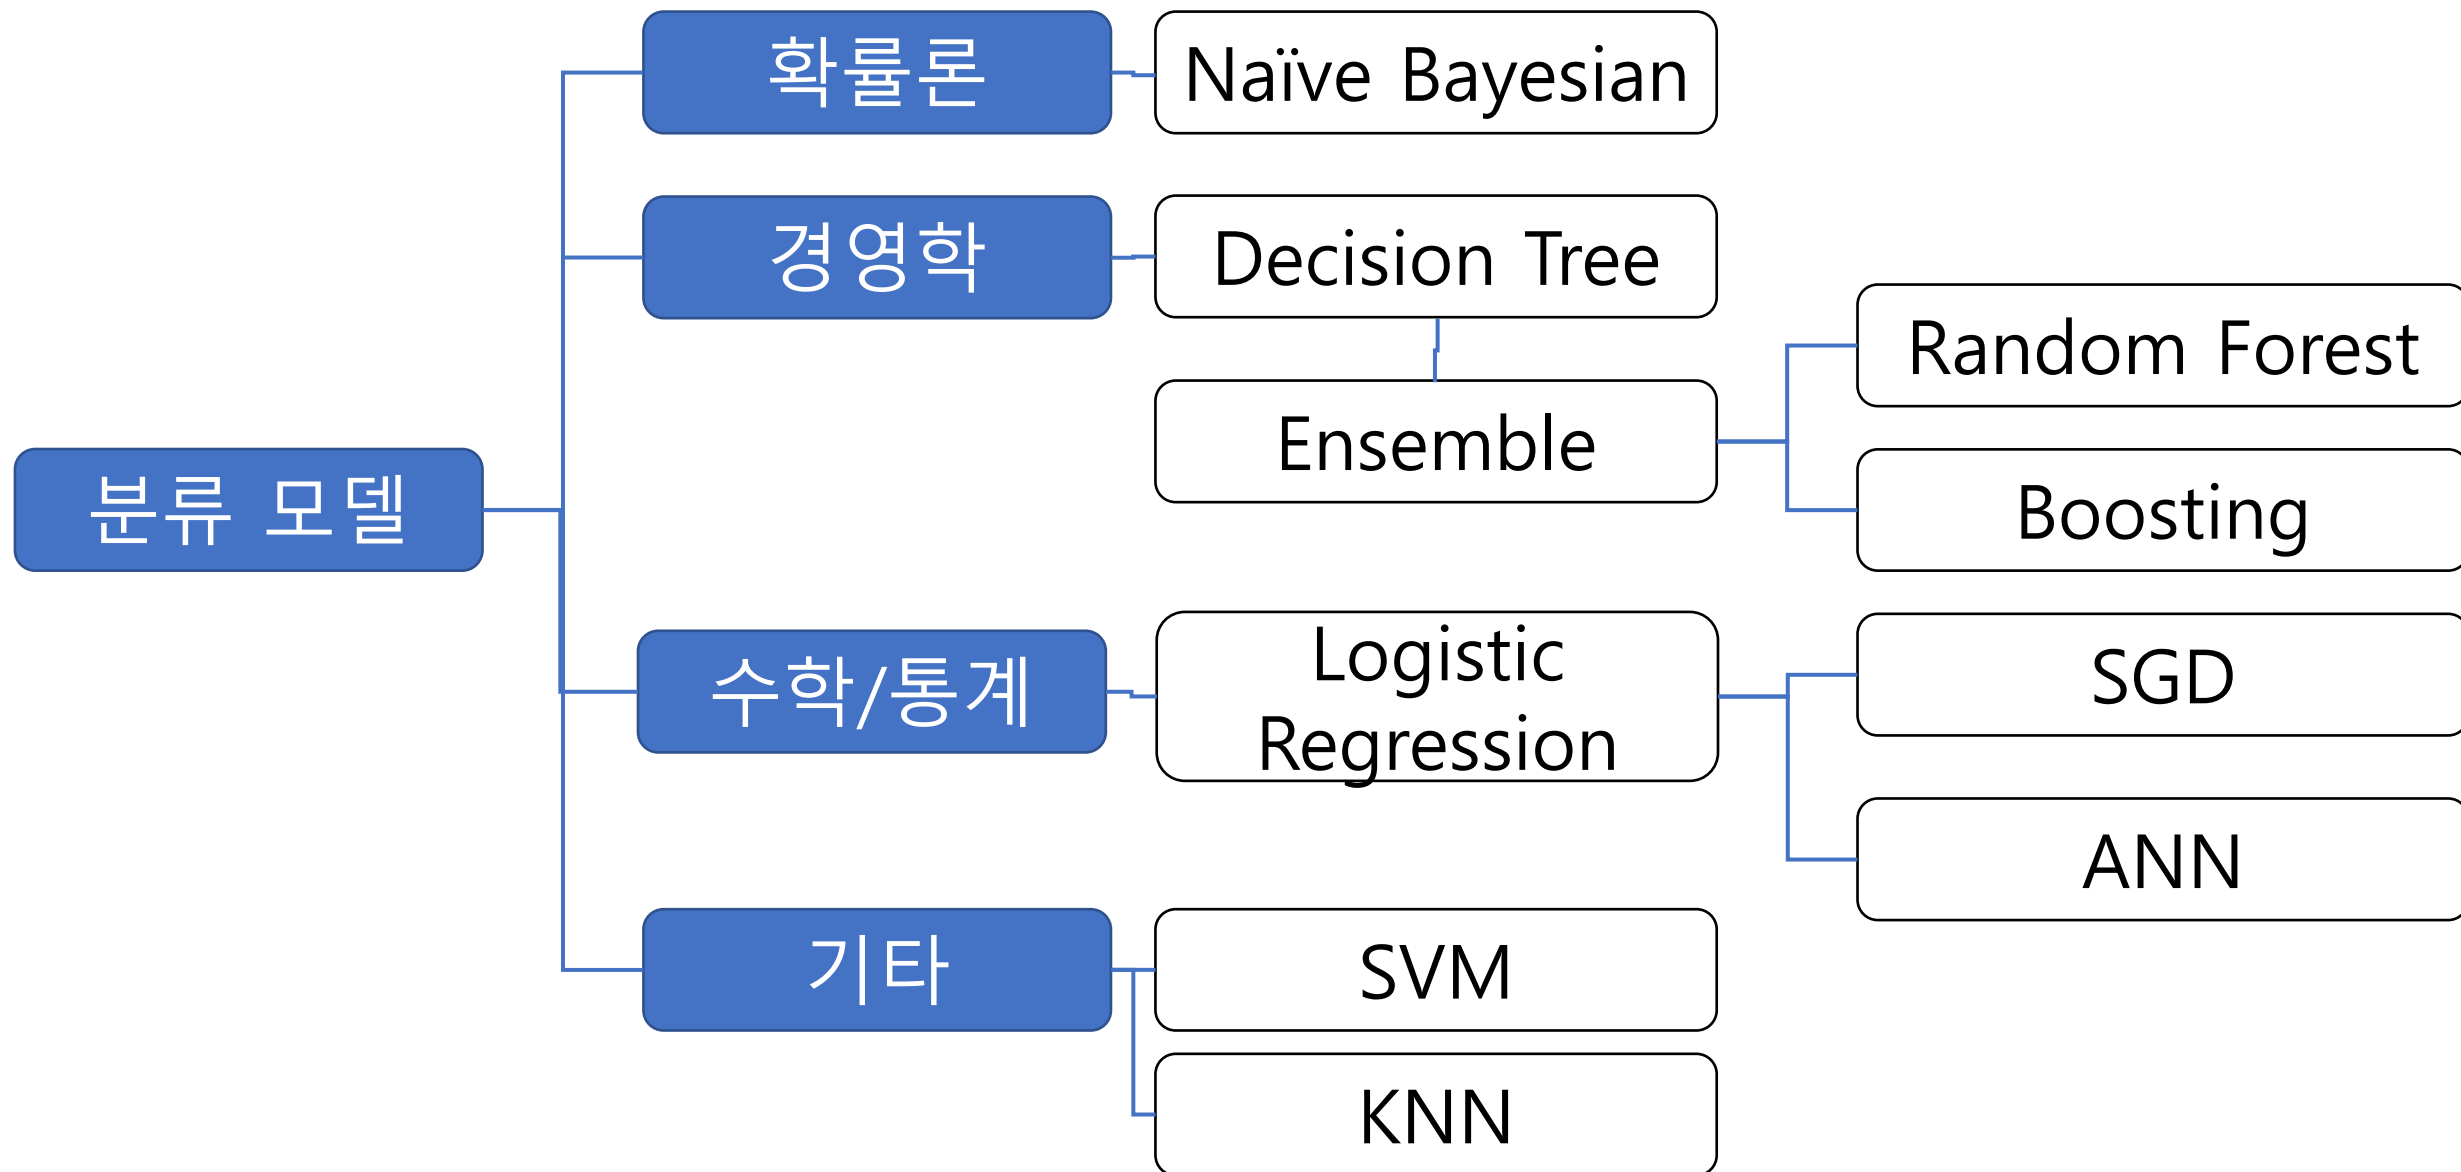 확률론
Naïve Bayesian
경영학
Decision Tree
Random Forest
Ensemble
분류 모델
Boosting
수학/통계
Logistic
Regression
SGD
ANN
기타
SVM
KNN